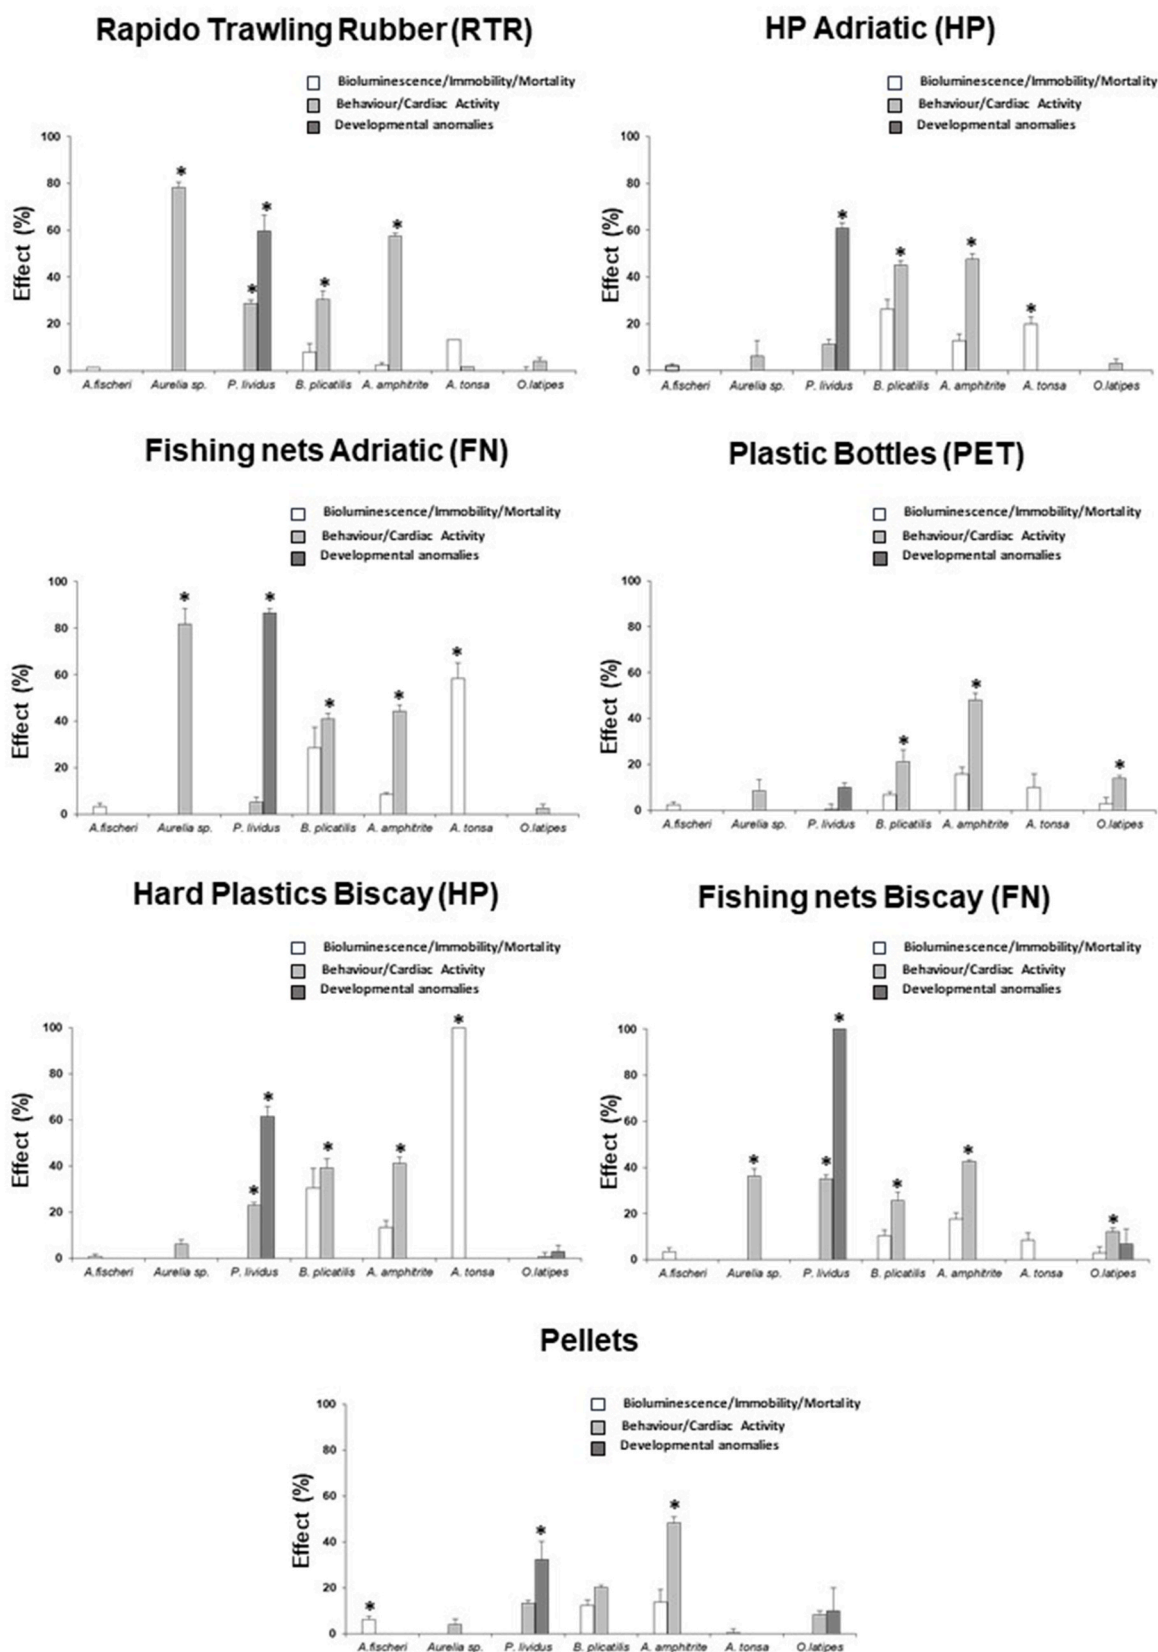 Rapido Trawling Rubber (RTR)
Bioluminescence/Immobility/Mortality
Behaviour/Cardiac Activity
Developmental anomalies
100
80
60
40
20
0
Effect (%)
* * * * *
A.fischeri Aurelia sp. P. lividus B. plicatilis A. amphitrite A. tonsa O.latipes
HP Adriatic (HP)
Bioluminescence/Immobility/Mortality
Behaviour/Cardiac Activity
Developmental anomalies
100
80
60
40
20
0
Effect (%)
* * * *
A.fischeri Aurelia sp. P. lividus B. plicatilis A. amphitrite A. tonsa O.latipes
Fishing nets Adriatic (FN)
Bioluminescence/Immobility/Mortality
Behaviour/Cardiac Activity
Developmental anomalies
100
80
60
40
20
0
Effect (%)
* * * * *
A.fischeri Aurelia sp. P. lividus B. plicatilis A. amphitrite A. tonsa O.latipes
Plastic Bottles (PET)
Bioluminescence/Immobility/Mortality
Behaviour/Cardiac Activity
Developmental anomalies
100
80
60
40
20
0
Effect (%)
* * *
A.fischeri Aurelia sp. P. lividus B. plicatilis A. amphitrite A. tonsa O.latipes
Hard Plastics Biscay (HP)
Bioluminescence/Immobility/Mortality
Behaviour/Cardiac Activity
Developmental anomalies
100
80
60
40
20
0
Effect (%)
* * * * *
A.fischeri Aurelia sp. P. lividus B. plicatilis A. amphitrite A. tonsa O.latipes
Fishing nets Biscay (FN)
Bioluminescence/Immobility/Mortality
Behaviour/Cardiac Activity
Developmental anomalies
100
80
60
40
20
0
Effect (%)
* * * * * *
A.fischeri Aurelia sp. P. lividus B. plicatilis A. amphitrite A. tonsa O.latipes
Pellets
Bioluminescence/Immobility/Mortality
Behaviour/Cardiac Activity
Developmental anomalies
100
80
60
40
20
0
Effect (%)
* * *
A.fischeri Aurelia sp. P. lividus B. plicatilis A. amphitrite A. tonsa O.latipes